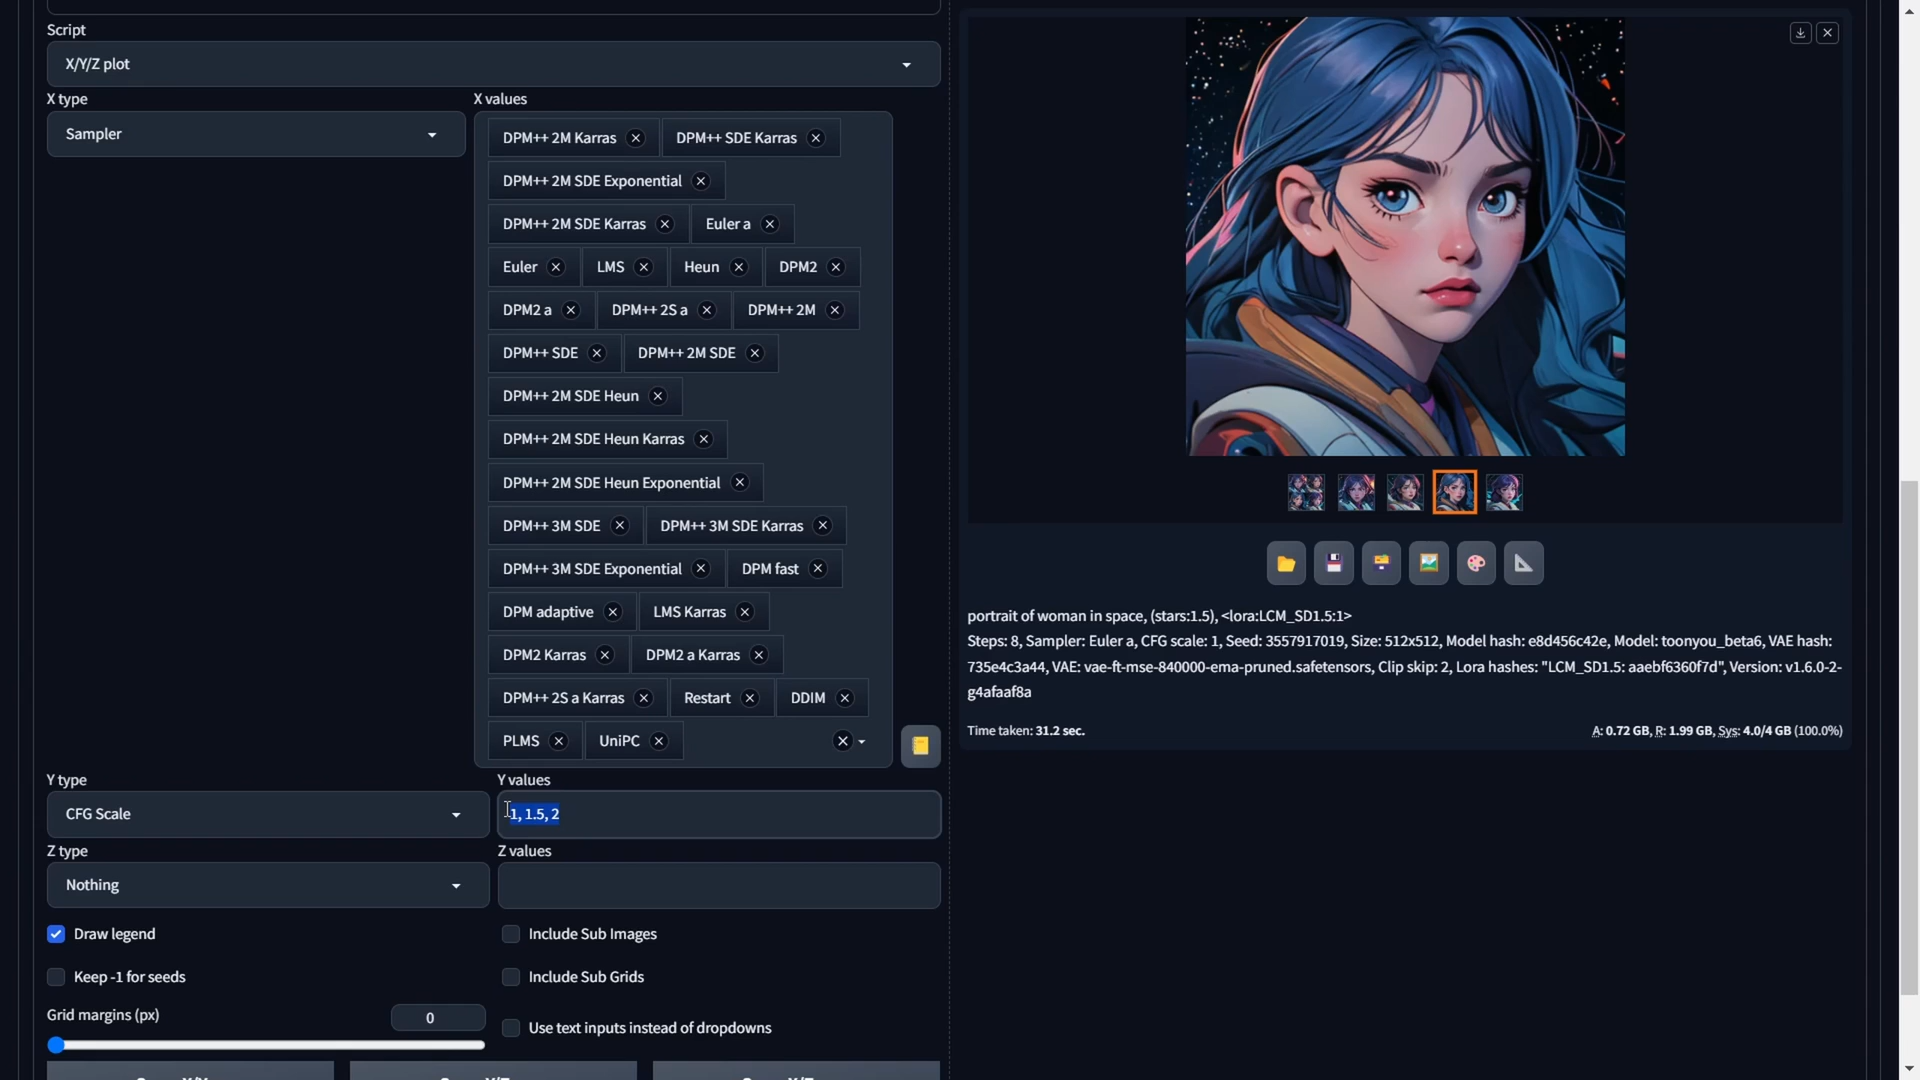 Script
X/Y/Z plot
X type
X values
Sampler
DPM++ 2M Karras
DPM++ SDE Karras
DPM++ 2M SDE Exponential
DPM++ 2M SDE Karras
Euler a
Euler
LMS
Heun
DPM2
DPM2 a
DPM++ 2S a
DPM++ 2M
DPM++ SDE
DPM++ 2M SDE
DPM++ 2M SDE Heun
DPM++ 2M SDE Heun Karras
DPM++ 2M SDE Heun Exponential
DPM++ 3M SDE
DPM++ 3M SDE Karras
DPM++ 3M SDE Exponential
DPM fast
DPM adaptive
LMS Karras
DPM2 Karras
DPM2 a Karras
DPM++ 2S a Karras
Restart
DDIM
PLMS
UniPC
Y type
Y values
CFG Scale
1, 1.5, 2
Z type
Z values
Nothing
Draw legend
Include Sub Images
Keep -1 for seeds
Include Sub Grids
Grid margins (px)
0
Use text inputs instead of dropdowns
portrait of woman in space, (stars:1.5), <lora:LCM_SD1.5:1>
Steps: 8, Sampler: Euler a, CFG scale: 1, Seed: 3557917019, Size: 512x512, Model hash: e8d456c42e, Model: toonyou_beta6, VAE hash:
735e4c3a44, VAE: vae-ft-mse-840000-ema-pruned.safetensors, Clip skip: 2, Lora hashes: "LCM_SD1.5: aaebf6360f7d", Version: v1.6.0-2-
g4afaaf8a
Time taken: 31.2 sec.
A: 0.72 GB, R: 1.99 GB, Sys: 4.0/4 GB (100.0%)